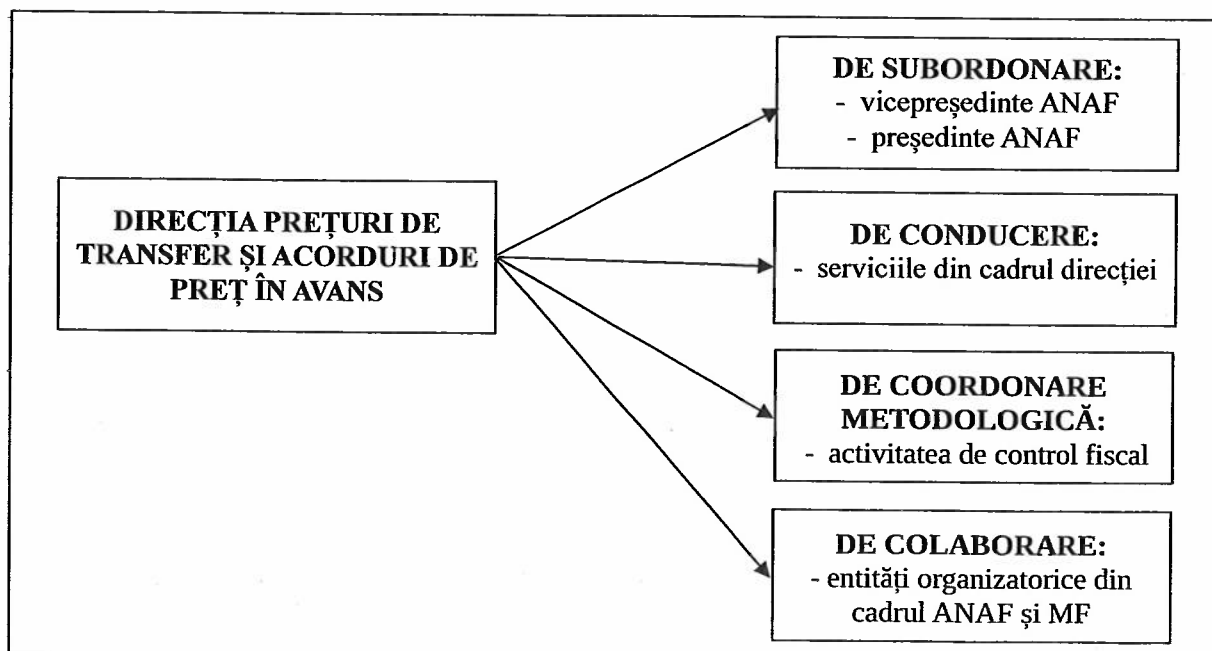 DIRECȚIA PREȚURI DE
TRANSFER ȘI ACORDURI DE
PREȚ ÎN AVANS
DE SUBORDONARE:
- vicepreședinte ANAF
- președinte ANAF
DE CONDUCERE:
- serviciile din cadrul direcției
DE COORDONARE
METODOLOGICĂ:
- activitatea de control fiscal
DE COLABORARE:
- entități organizatorice din
cadrul ANAF și MF